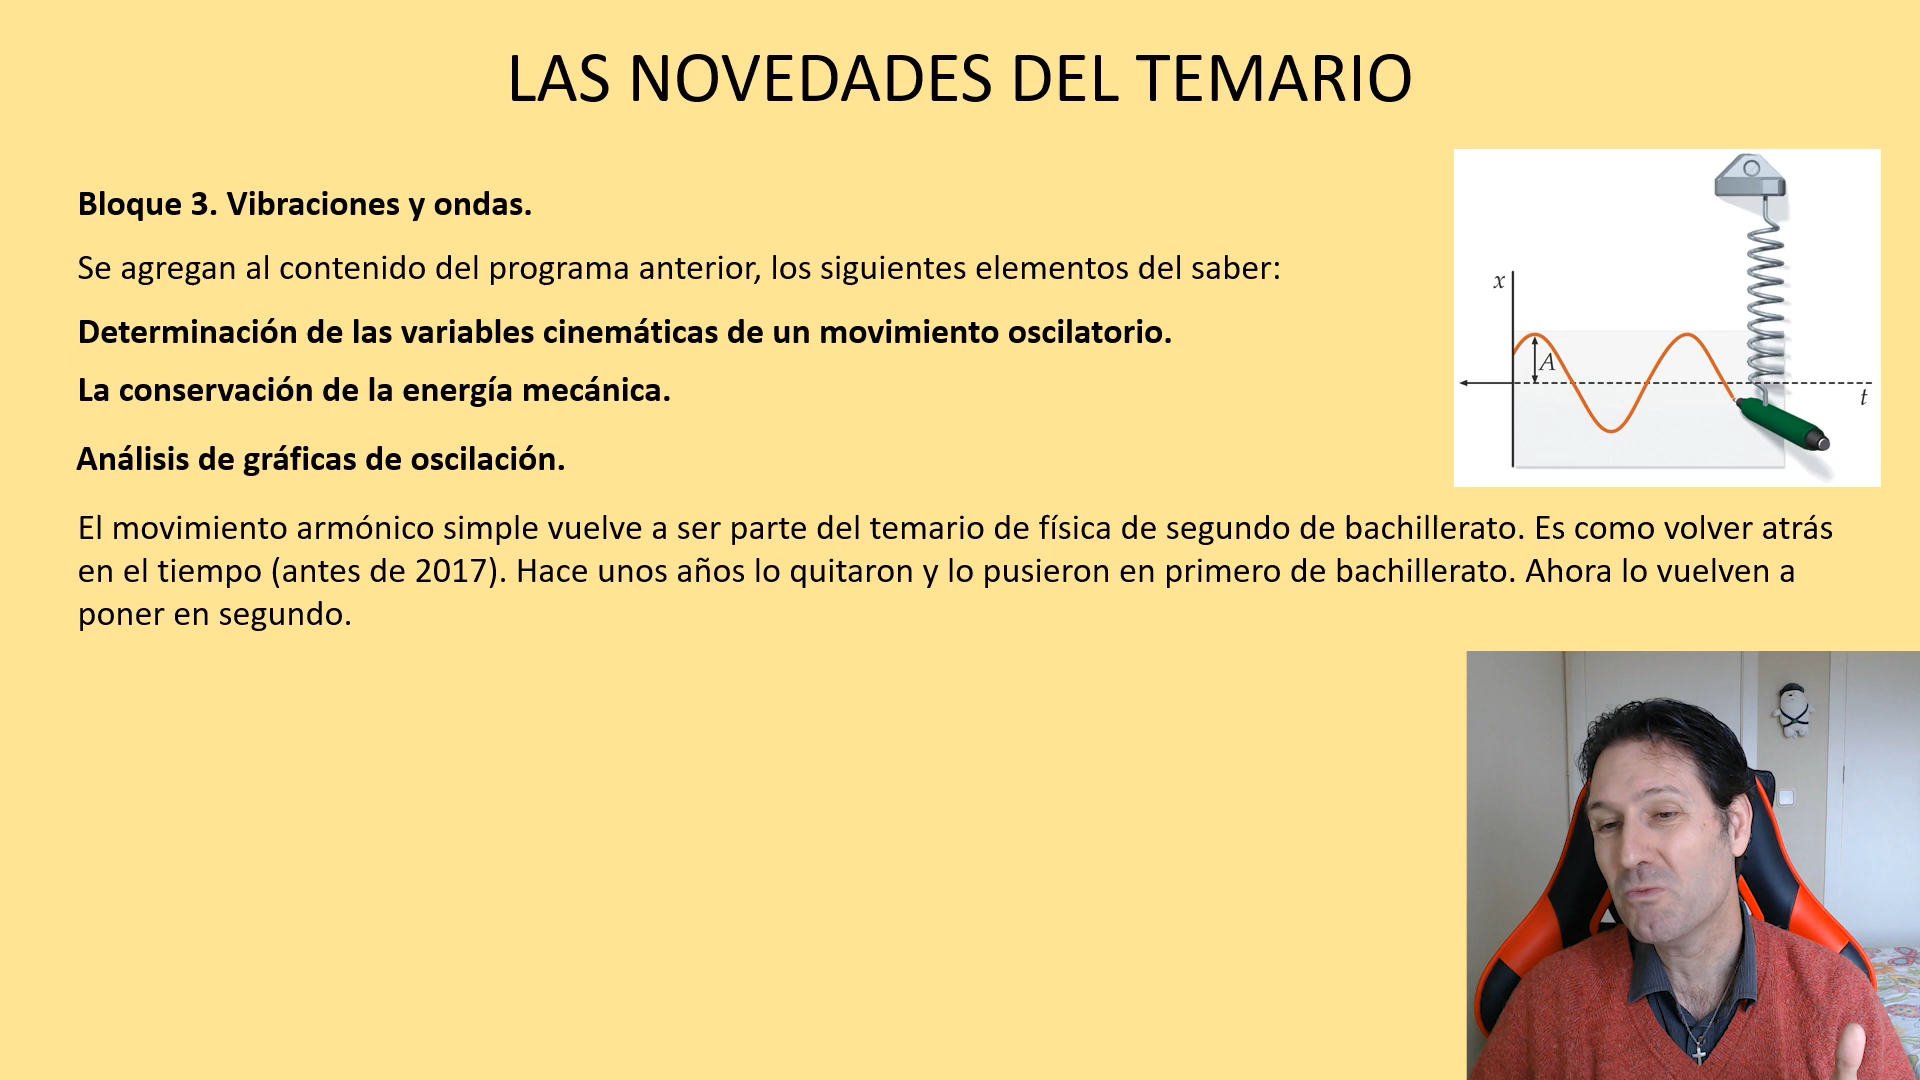 LAS NOVEDADES DEL TEMARIO
Bloque 3. Vibraciones y ondas.
Se agregan al contenido del programa anterior, los siguientes elementos del saber:
Determinación de las variables cinemáticas de un movimiento oscilatorio.
La conservación de la energía mecánica.
Análisis de gráficas de oscilación.
x
A
t
El movimiento armónico simple vuelve a ser parte del temario de física de segundo de bachillerato. Es como volver atrás
en el tiempo (antes de 2017). Hace unos años lo quitaron y lo pusieron en primero de bachillerato. Ahora lo vuelven a
poner en segundo.